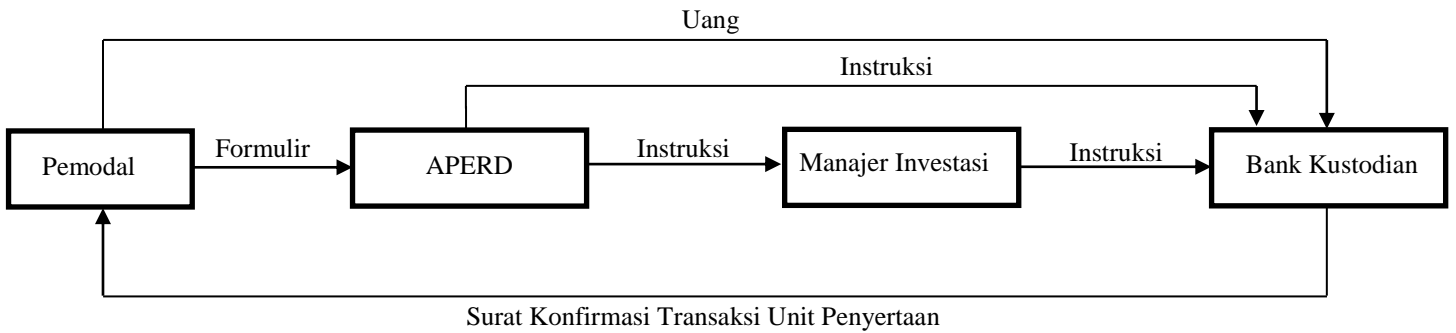 Uang
Instruksi
Pemodal
Formulir
APERD
Instruksi
Manajer Investasi
Instruksi
Bank Kustodian
Surat Konfirmasi Transaksi Unit Penyertaan